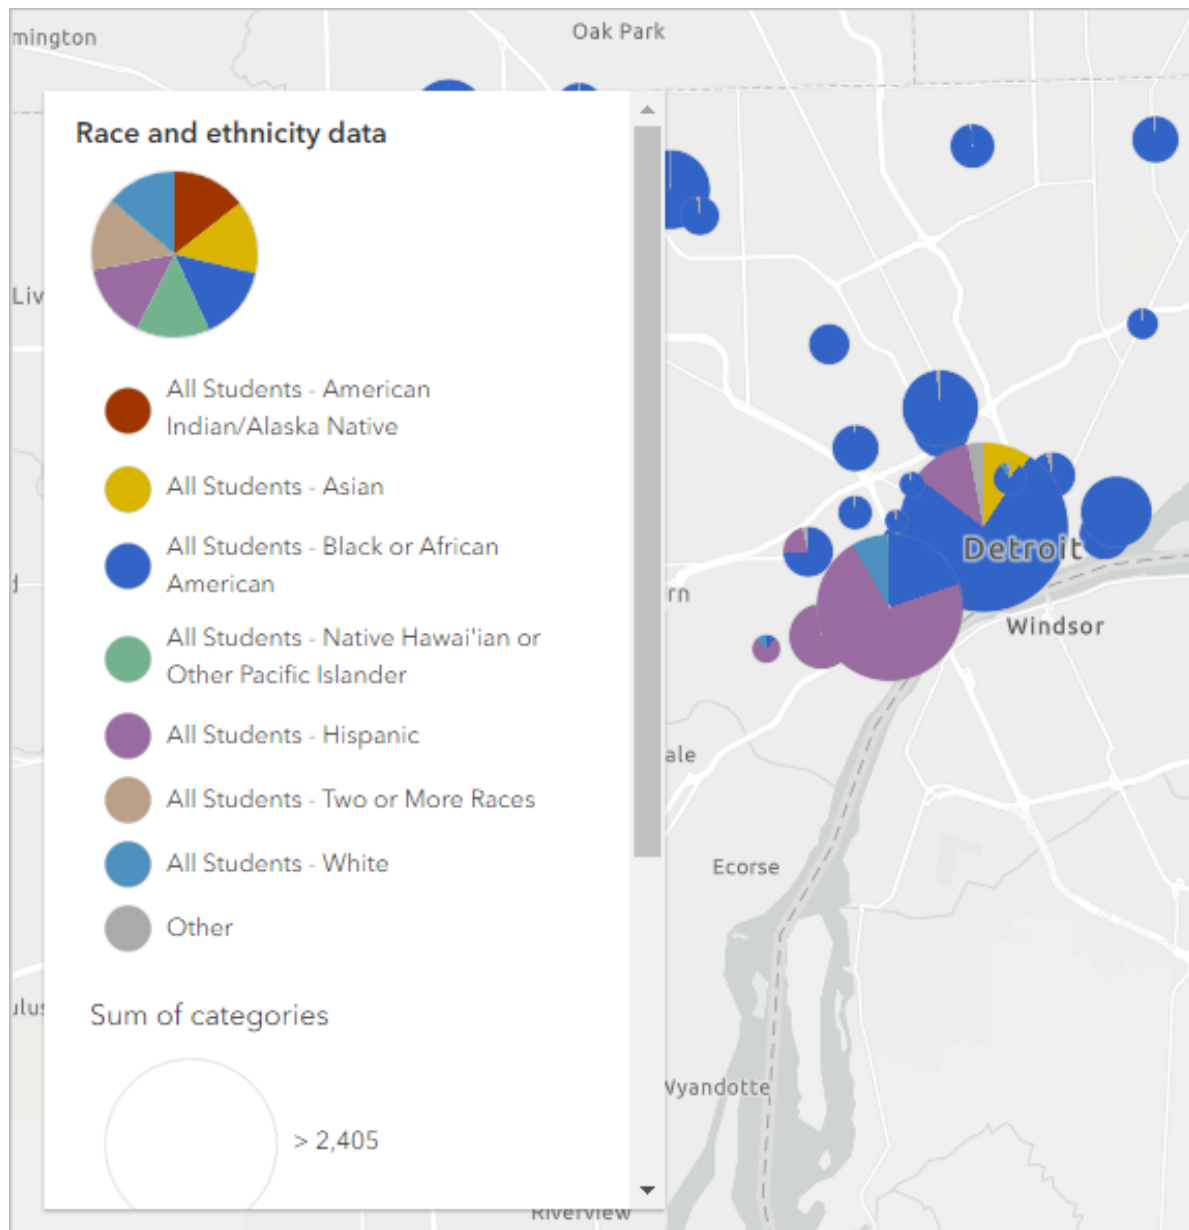 mington
Oak Park
Race and ethnicity data
Liv
All Students - American
Indian/Alaska Native
All Students - Asian
All Students - Black or African
American
Detroit
d
rn
All Students - Native Hawai'ian or
Other Pacific Islander
Windsor
All Students - Hispanic
ale
All Students - Two or More Races
All Students - White
Ecorse
Other
ulus
Sum of categories
Wyandotte
> 2,405
Riverview